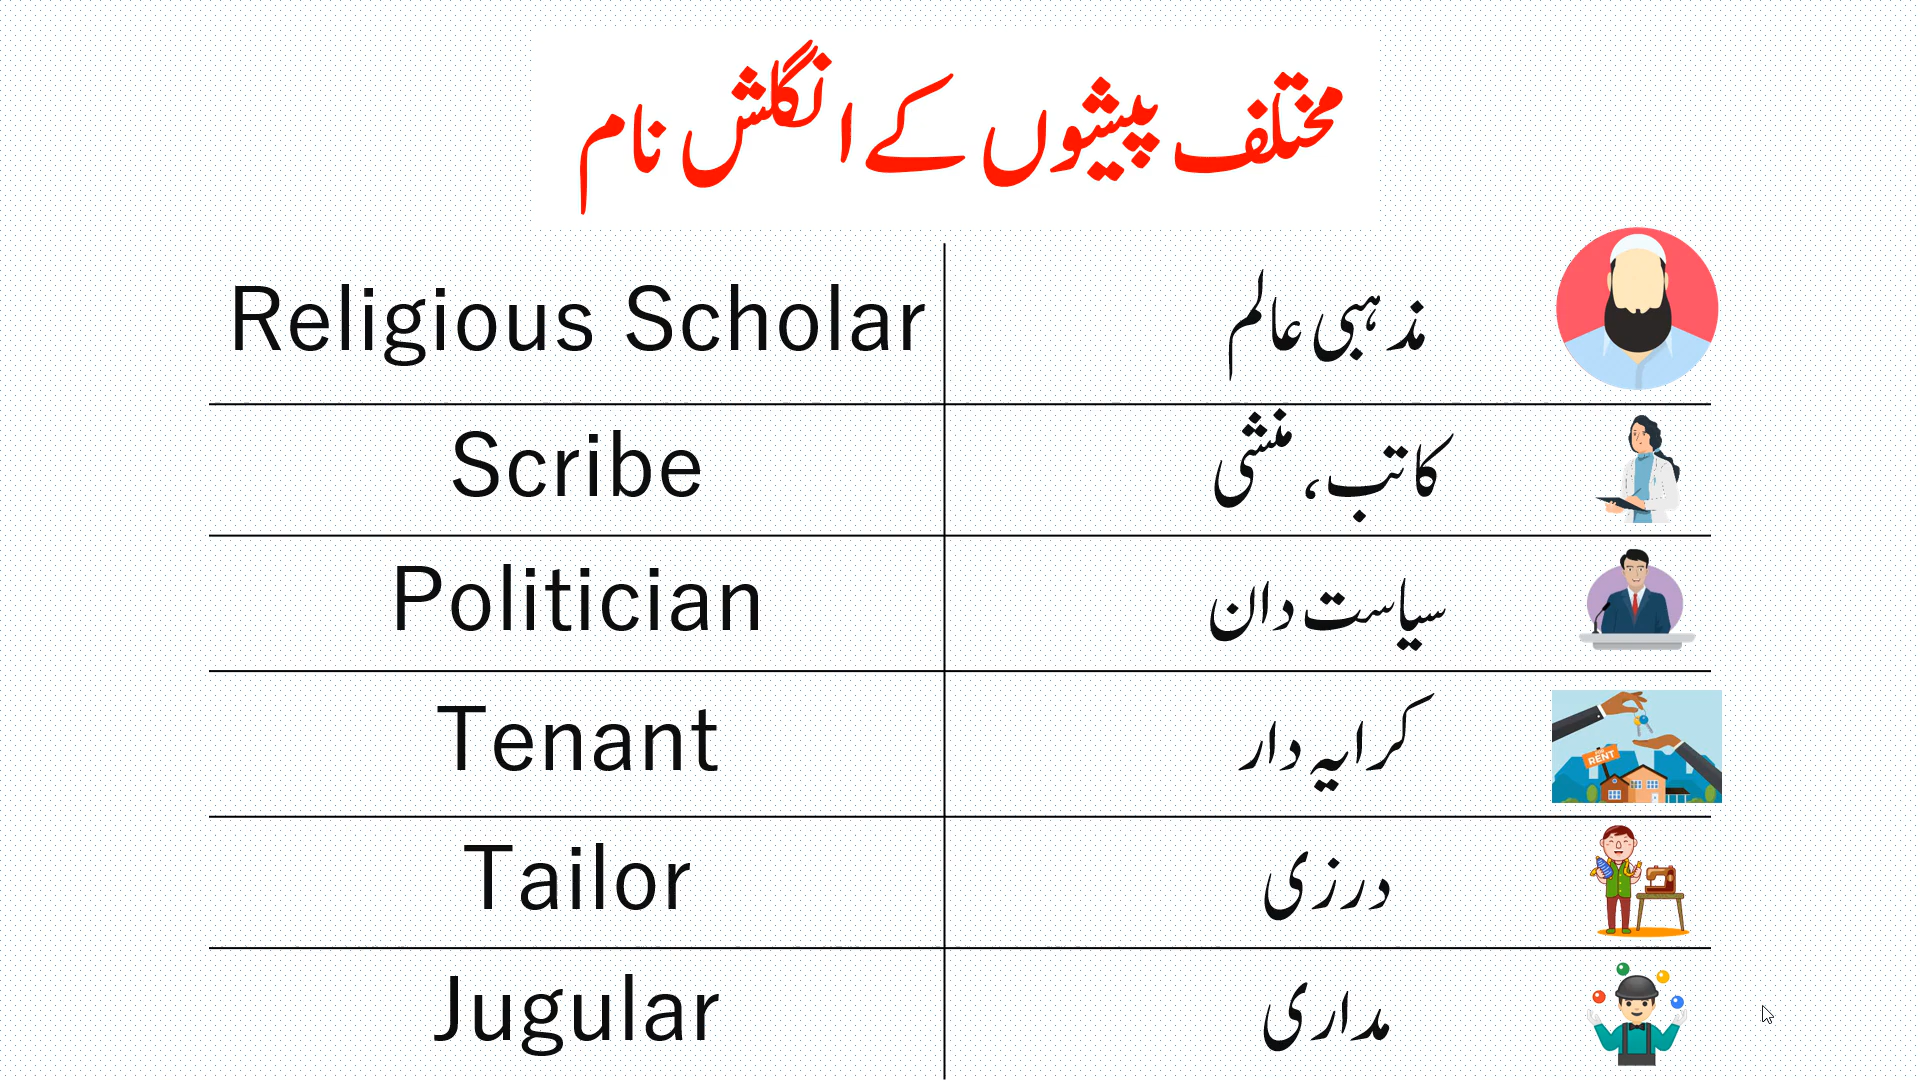 مختلف پیشوں کے انگلش نام
Religious Scholar
مذہبی عالم
Scribe
کاتب، منشی
Politician
سیاست دان
Tenant
کرایہ دار
RENT
Tailor
درزی
Jugular
مداری